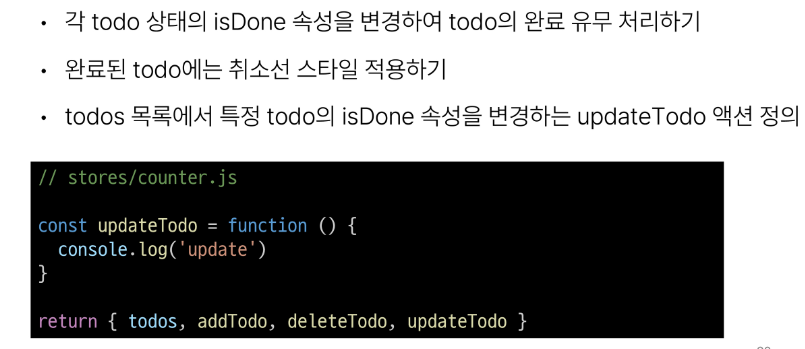 • 각 todo 상태의 isDone 속성을 변경하여 todo의 완료 유무 처리하기
• 완료된 todo에는 취소선 스타일 적용하기
• todos 목록에서 특정 todo의 isDone 속성을 변경하는 updateTodo 액션 정의
// stores/counter.js
const updateTodo = function () {
  console.log('update')
}
return { todos, addTodo, deleteTodo, updateTodo }